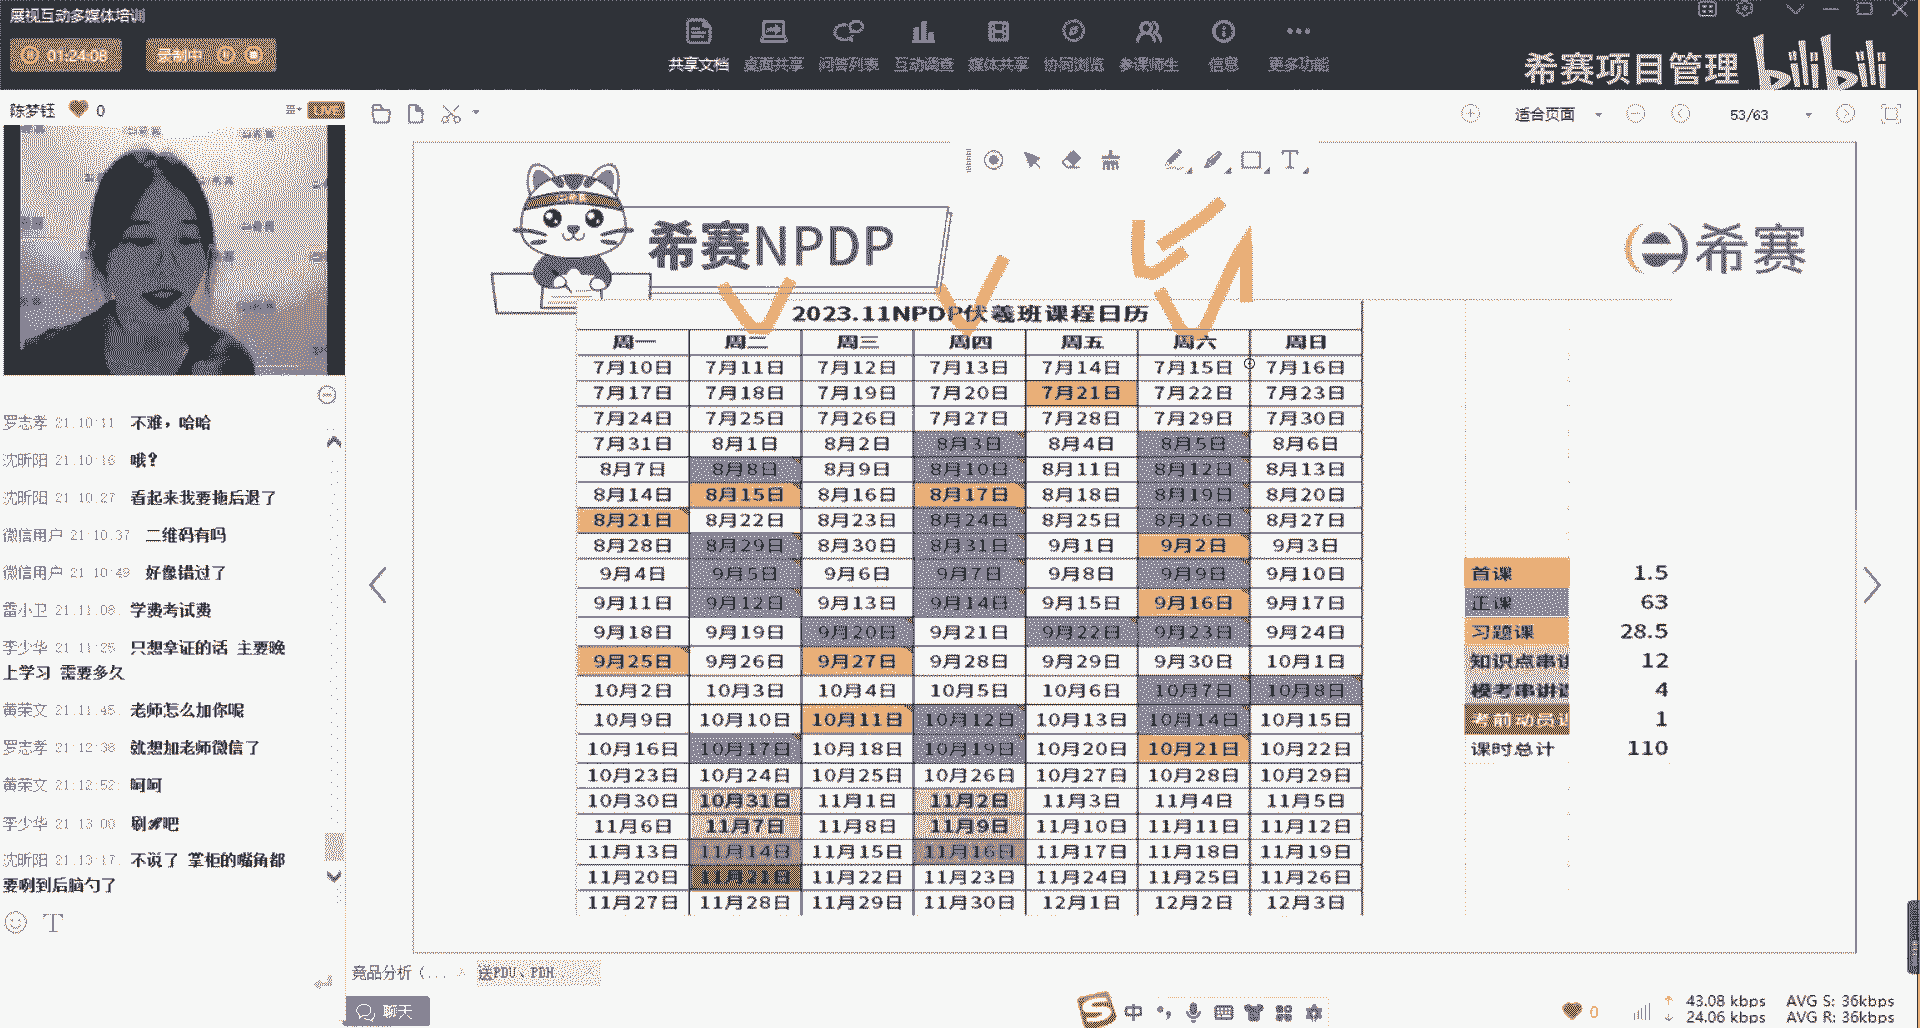 展视互动多媒体培训
01:24:08
录制中
共享文档
桌面共享
问答列表
互动调查
媒体共享
协同浏览
参课师生
信息
更多功能
希赛项目管理
bilibili
陈梦钰 0
LIVE
适合页面
53/63
罗志孝 21:10:11 不难，哈哈
沈昕阳 21:10:16 哦？
沈昕阳 21:10:27 看起来我要拖后退了
微信用户 21:10:37 二维码有吗
微信用户 21:10:49 好像错过了
雷小卫 21:11:08 学费考试费
李少华 21:11:25 只想拿证的话 主要晚
上学习 需要多久
黄荣文 21:11:45 老师怎么加你呢
罗志孝 21:12:38 就想加老师微信了
黄荣文 21:12:52 呵呵
李少华 21:13:00 刷吧
沈昕阳 21:13:17 不说了 掌柜的嘴角都
要咧到后脑勺了
希赛NPDP
希赛
2023.11NPDP伏羲班课程日历
周一 周二 周三 周四 周五 周六 周日
7月10日 7月11日 7月12日 7月13日 7月14日 7月15日 7月16日
7月17日 7月18日 7月19日 7月20日 7月21日 7月22日 7月23日
7月24日 7月25日 7月26日 7月27日 7月28日 7月29日 7月30日
7月31日 8月1日 8月2日 8月3日 8月4日 8月5日 8月6日
8月7日 8月8日 8月9日 8月10日 8月11日 8月12日 8月13日
8月14日 8月15日 8月16日 8月17日 8月18日 8月19日 8月20日
8月21日 8月22日 8月23日 8月24日 8月25日 8月26日 8月27日
8月28日 8月29日 8月30日 8月31日 9月1日 9月2日 9月3日
9月4日 9月5日 9月6日 9月7日 9月8日 9月9日 9月10日
9月11日 9月12日 9月13日 9月14日 9月15日 9月16日 9月17日
9月18日 9月19日 9月20日 9月21日 9月22日 9月23日 9月24日
9月25日 9月26日 9月27日 9月28日 9月29日 9月30日 10月1日
10月2日 10月3日 10月4日 10月5日 10月6日 10月7日 10月8日
10月9日 10月10日 10月11日 10月12日 10月13日 10月14日 10月15日
10月16日 10月17日 10月18日 10月19日 10月20日 10月21日 10月22日
10月23日 10月24日 10月25日 10月26日 10月27日 10月28日 10月29日
10月30日 10月31日 11月1日 11月2日 11月3日 11月4日 11月5日
11月6日 11月7日 11月8日 11月9日 11月10日 11月11日 11月12日
11月13日 11月14日 11月15日 11月16日 11月17日 11月18日 11月19日
11月20日 11月21日 11月22日 11月23日 11月24日 11月25日 11月26日
11月27日 11月28日 11月29日 11月30日 12月1日 12月2日 12月3日
首课 1.5
正课 63
习题课 28.5
知识点串讲 12
模考串讲 4
考前动员 1
课时总计 110
竞品分析（...
送PDU、PDH
聊天
中
0
43.08 kbps AVG S: 36kbps
24.06 kbps AVG R: 36kbps